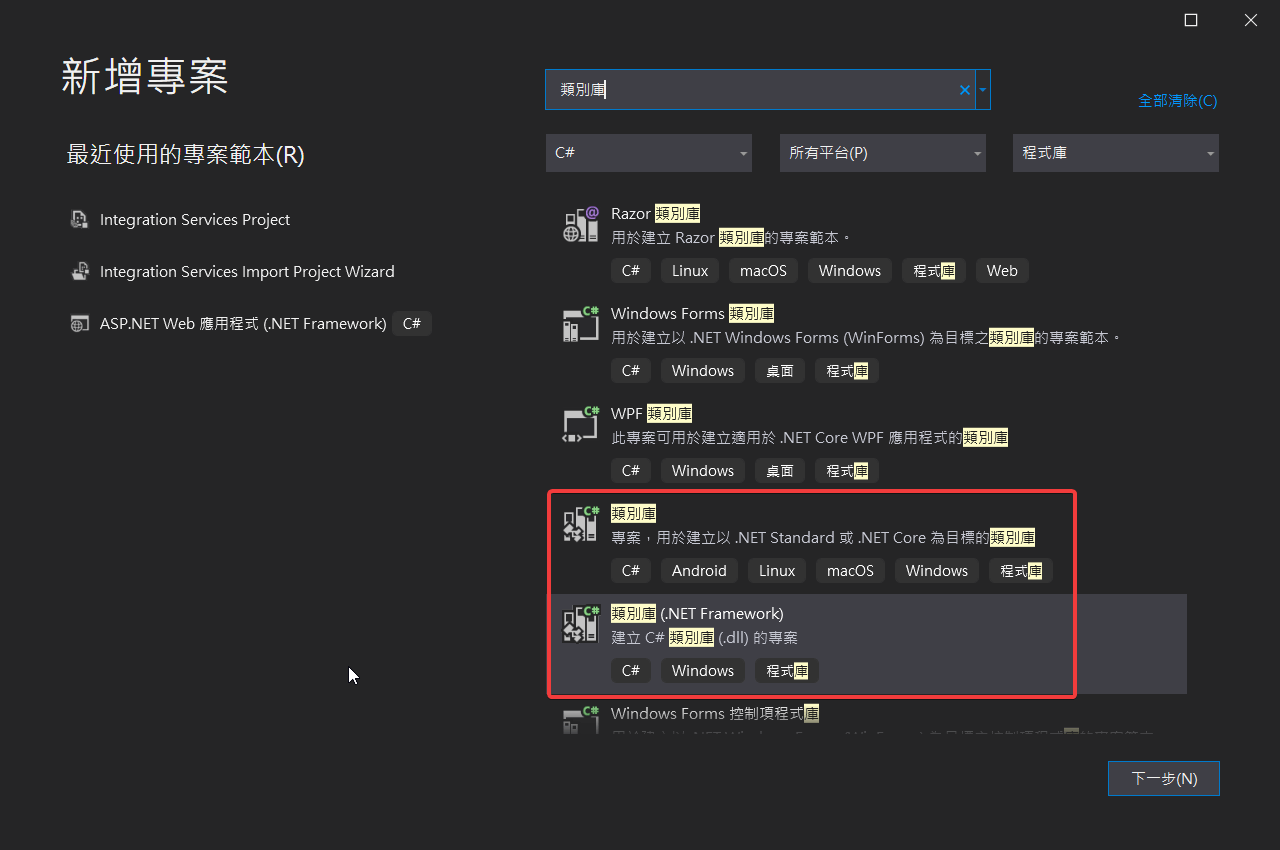 新增專案
類別庫
全部清除(C)
最近使用的專案範本(R)
C#
所有平台(P)
程式庫
Integration Services Project
Integration Services Import Project Wizard
ASP.NET Web 應用程式 (.NET Framework)
C#
Razor 類別庫
用於建立 Razor 類別庫的專案範本。
C#
Linux
macOS
Windows
程式庫
Web
Windows Forms 類別庫
用於建立以 .NET Windows Forms (WinForms) 為目標之類別庫的專案範本。
C#
Windows
桌面
程式庫
WPF 類別庫
此專案可用於建立適用於 .NET Core WPF 應用程式的類別庫
C#
Windows
桌面
程式庫
類別庫
專案，用於建立以 .NET Standard 或 .NET Core 為目標的類別庫
C#
Android
Linux
macOS
Windows
程式庫
類別庫 (.NET Framework)
建立 C# 類別庫 (.dll) 的專案
C#
Windows
程式庫
Windows Forms 控制項程式庫
下一步(N)